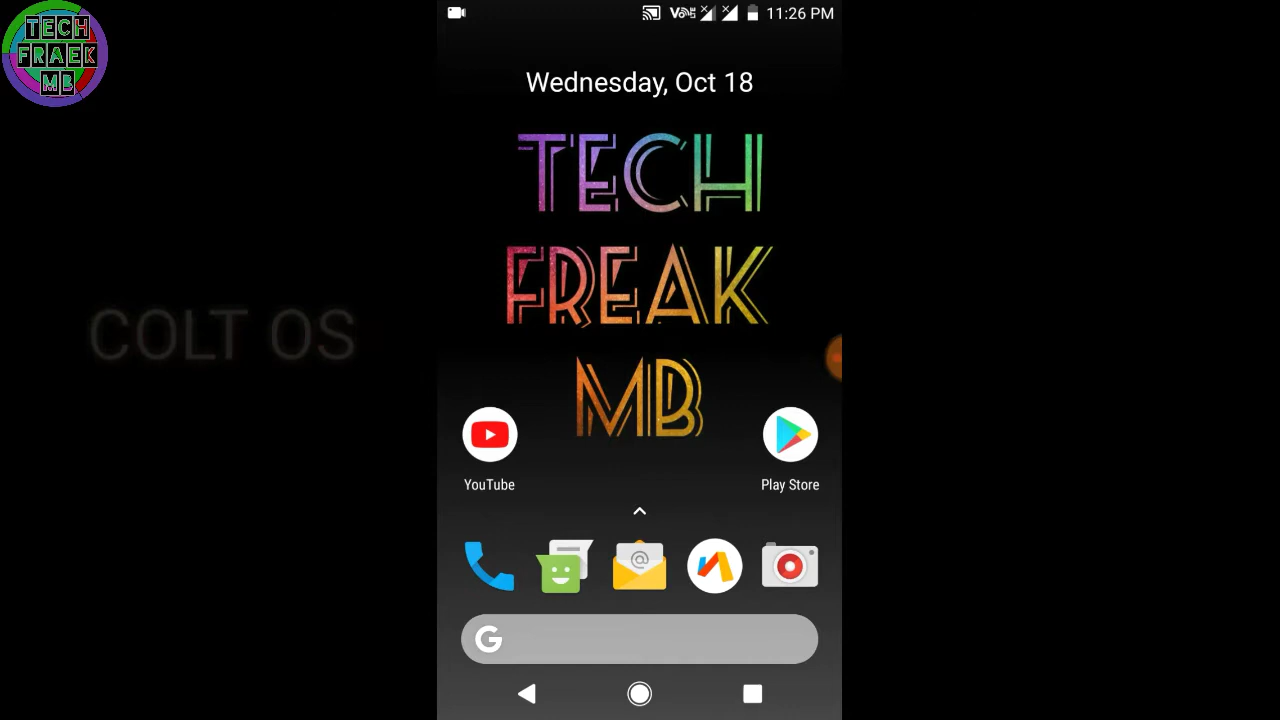 TECH
FRAEK
MB
11:26 PM
Wednesday, Oct 18
TECH
FREAK
MB
COLT OS
YouTube
Play Store